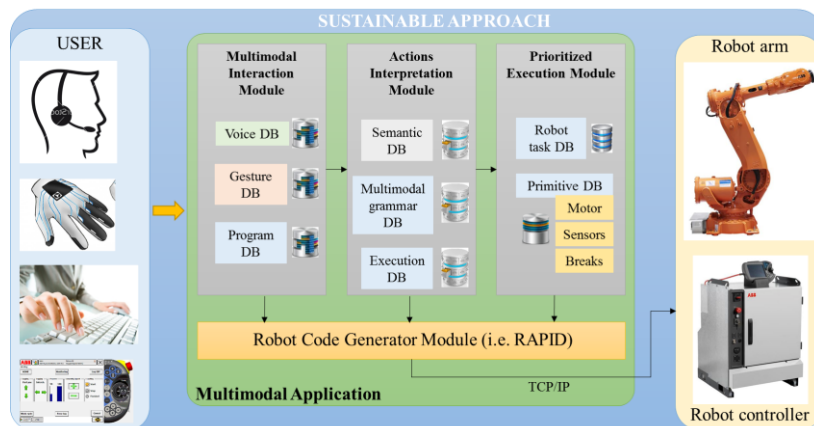 SUSTAINABLE APPROACH
USER
Multimodal
Interaction
Module
Voice DB
Gesture
DB
Program
DB
Actions
Interpretation
Module
Semantic
DB
Multimodal
grammar
DB
Execution
DB
Prioritized
Execution Module
Robot
task DB
Primitive DB
Motor
Sensors
Breaks
Robot Code Generator Module (i.e. RAPID)
Multimodal Application
TCP/IP
Robot arm
ABB
Robot controller